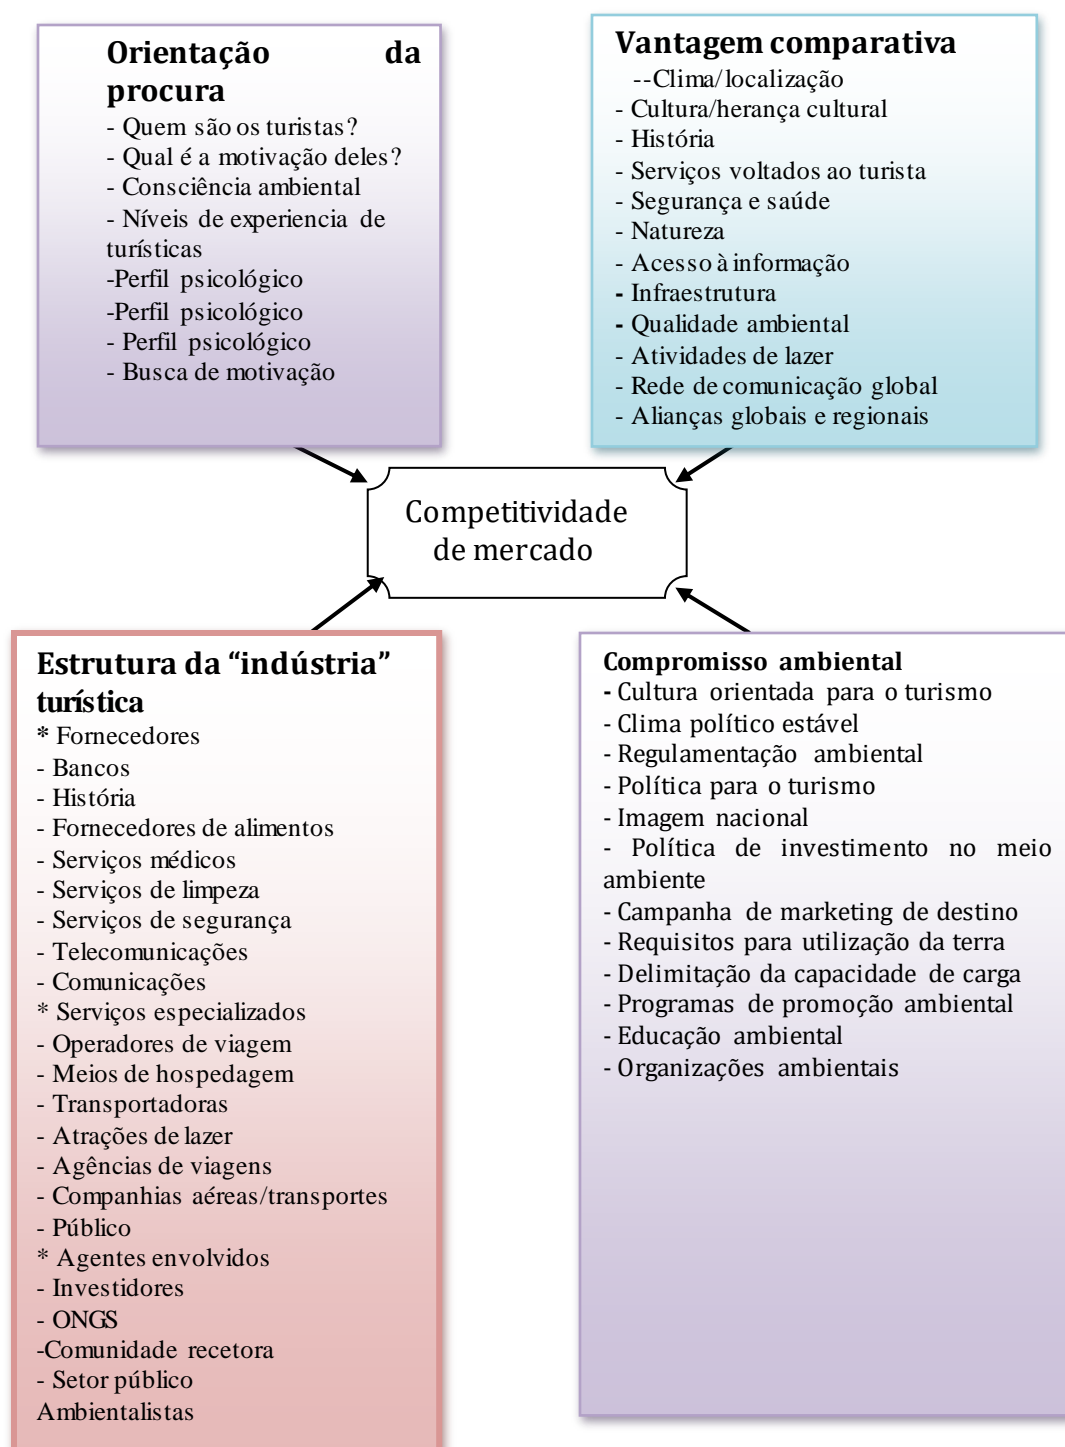 Orientação da
procura
- Quem são os turistas?
- Qual é a motivação deles?
- Consciência ambiental
- Níveis de experiencia de
turísticas
-Perfil psicológico
-Perfil psicológico
- Perfil psicológico
- Busca de motivação
Vantagem comparativa
--Clima/localização
- Cultura/herança cultural
- História
- Serviços voltados ao turista
- Segurança e saúde
- Natureza
- Acesso à informação
- Infraestrutura
- Qualidade ambiental
- Atividades de lazer
- Rede de comunicação global
- Alianças globais e regionais
Competitividade
de mercado
Estrutura da “indústria”
turística
* Fornecedores
- Bancos
- História
- Fornecedores de alimentos
- Serviços médicos
- Serviços de limpeza
- Serviços de segurança
- Telecomunicações
- Comunicações
* Serviços especializados
- Operadores de viagem
- Meios de hospedagem
- Transportadoras
- Atrações de lazer
- Agências de viagens
- Companhias aéreas/transportes
- Público
* Agentes envolvidos
- Investidores
- ONGS
-Comunidade recetora
- Setor público
Ambientalistas
Compromisso ambiental
- Cultura orientada para o turismo
- Clima político estável
- Regulamentação ambiental
- Política para o turismo
- Imagem nacional
- Política de investimento no meio
ambiente
- Campanha de marketing de destino
- Requisitos para utilização da terra
- Delimitação da capacidade de carga
- Programas de promoção ambiental
- Educação ambiental
- Organizações ambientais